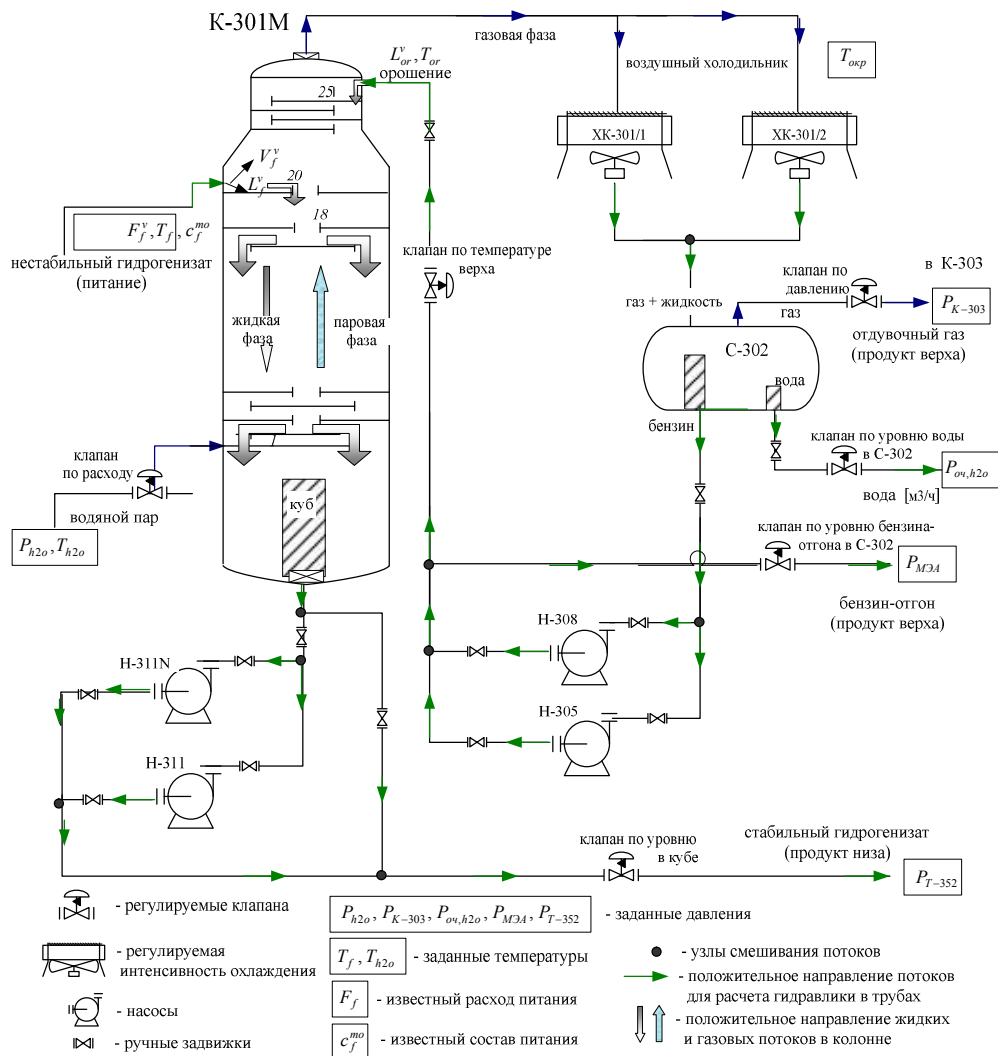 К-301М
газовая фаза
L_or^v, T_or
орошение
воздушный холодильник
T_окр
25
ХК-301/1
ХК-301/2
V_f^v
L_f^v
20
18
F_f^v, T_f, c_f^mo
нестабильный гидрогенизат
(питание)
клапан по температуре
верха
клапан по
давлению
в К-303
P_К-303
газ + жидкость
газ
отдувочный газ
(продукт верха)
жидкая
фаза
паровая
фаза
С-302
вода
бензин
клапан по уровню воды
в С-302
P_оч,h2o
вода [м3/ч]
клапан
по расходу
водяной пар
P_h2o, T_h2o
куб
клапан по уровню бензина-
отгона в С-302
P_МЭА
бензин-отгон
(продукт верха)
Н-308
Н-311N
Н-305
Н-311
клапан по уровню
в кубе
стабильный гидрогенизат
(продукт низа)
P_T-352
- регулируемые клапана
- регулируемая
интенсивность охлаждения
- насосы
- ручные задвижки
P_h2o, P_К-303, P_оч,h2o, P_МЭА, P_T-352 - заданные давления
T_f, T_h2o - заданные температуры
F_f - известный расход питания
c_f^mo - известный состав питания
- узлы смешивания потоков
- положительное направление потоков
для расчета гидравлики в трубах
- положительное направление жидких
и газовых потоков в колонне